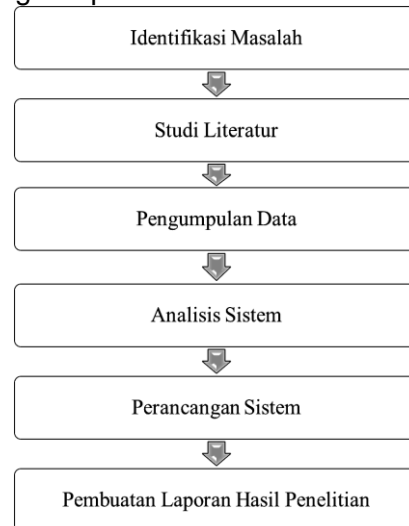 Identifikasi Masalah
Studi Literatur
Pengumpulan Data
Analisis Sistem
Perancangan Sistem
Pembuatan Laporan Hasil Penelitian